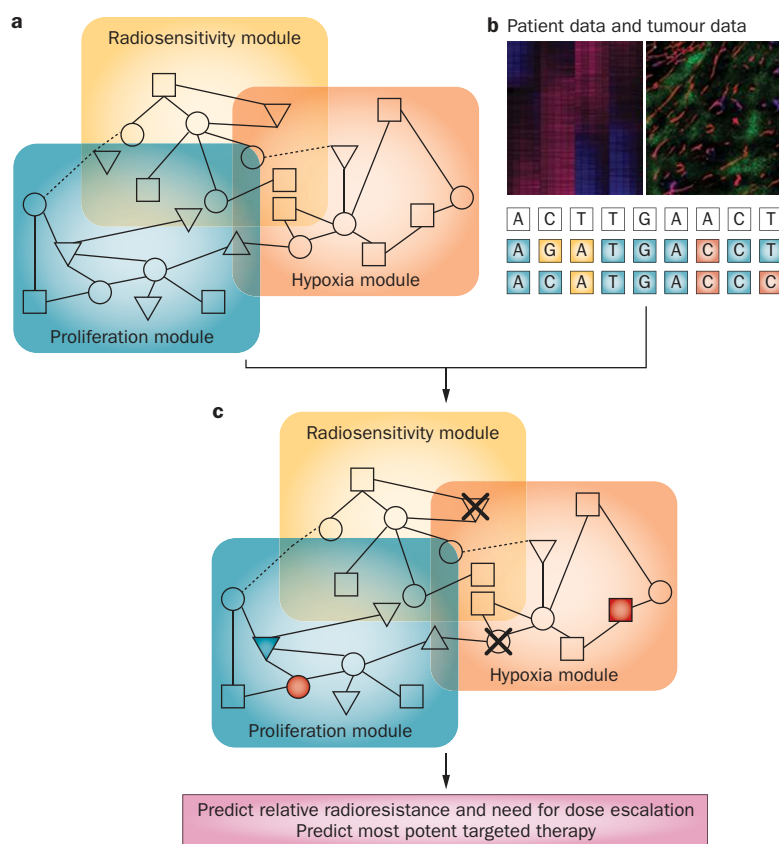 a
Radiosensitivity module
Hypoxia module
Proliferation module
b Patient data and tumour data
A C T T G A A C T
A G A T G A C C T
A C A T G A C C C
c
Radiosensitivity module
Hypoxia module
Proliferation module
Predict relative radioresistance and need for dose escalation
Predict most potent targeted therapy